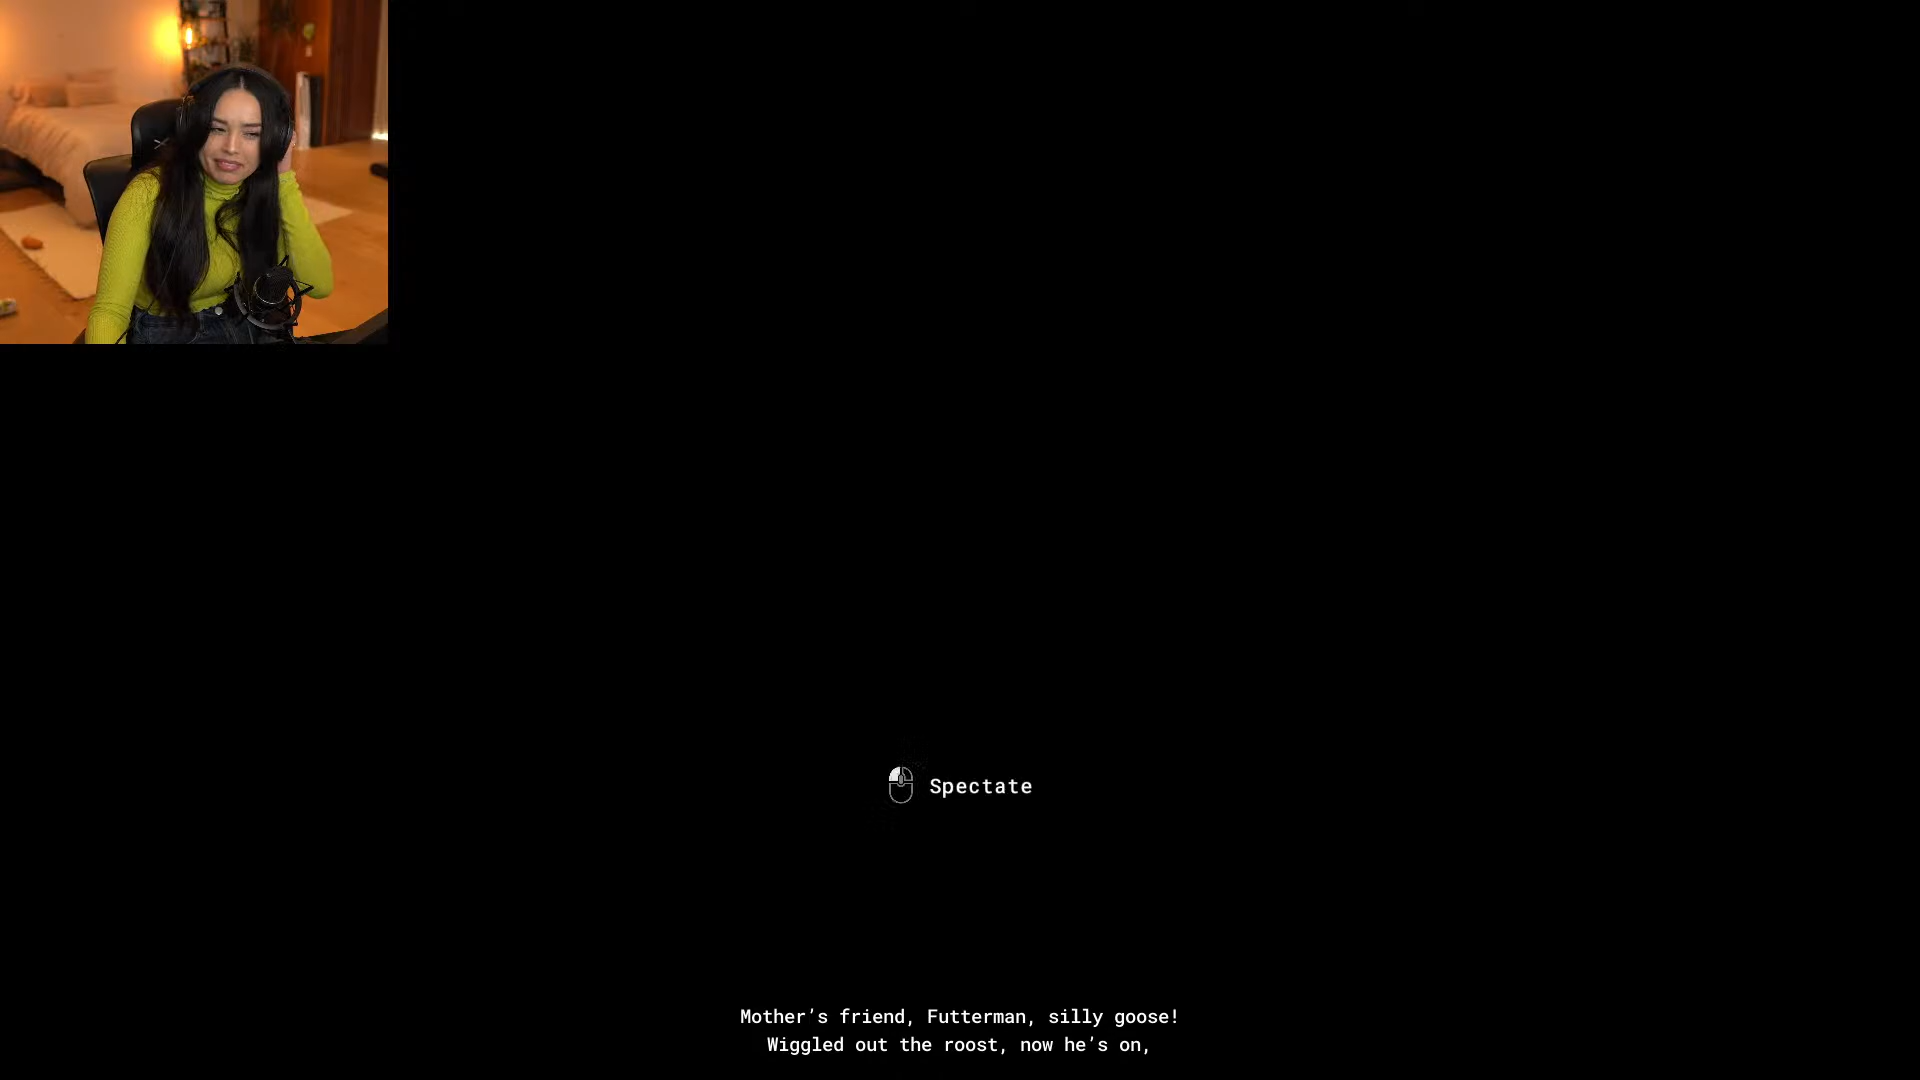 Spectate
Mother’s friend, Futterman, silly goose!
Wiggled out the roost, now he’s on,